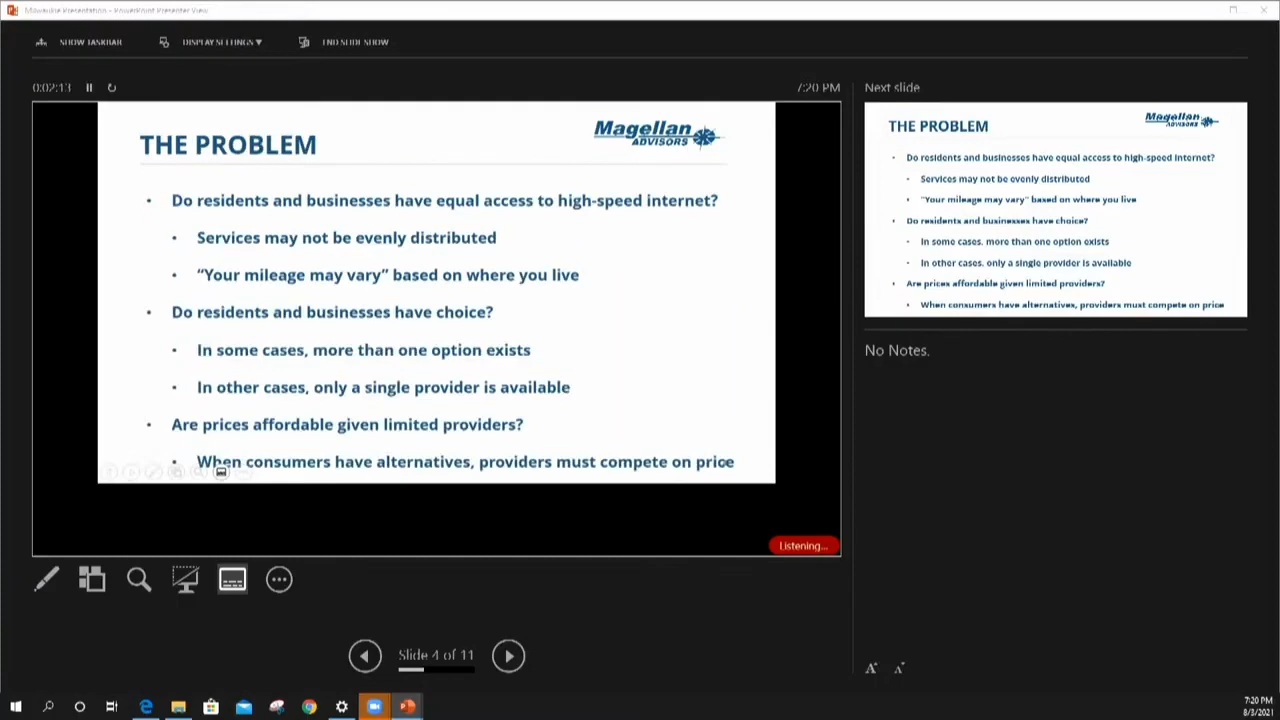 Milwaukie Presentation - PowerPoint Presenter View
SHOW TASKBAR
DISPLAY SETTINGS ▼
END SLIDE SHOW
0:02:13
7:20 PM
THE PROBLEM
Magellan
ADVISORS
• Do residents and businesses have equal access to high-speed internet?
• Services may not be evenly distributed
• “Your mileage may vary” based on where you live
• Do residents and businesses have choice?
• In some cases, more than one option exists
• In other cases, only a single provider is available
• Are prices affordable given limited providers?
• When consumers have alternatives, providers must compete on price
Listening...
Slide 4 of 11
Next slide
THE PROBLEM
Magellan
ADVISORS
• Do residents and businesses have equal access to high-speed internet?
• Services may not be evenly distributed
• “Your mileage may vary” based on where you live
• Do residents and businesses have choice?
• In some cases, more than one option exists
• In other cases, only a single provider is available
• Are prices affordable given limited providers?
• When consumers have alternatives, providers must compete on price
No Notes.
A A
7:20 PM
8/3/2021